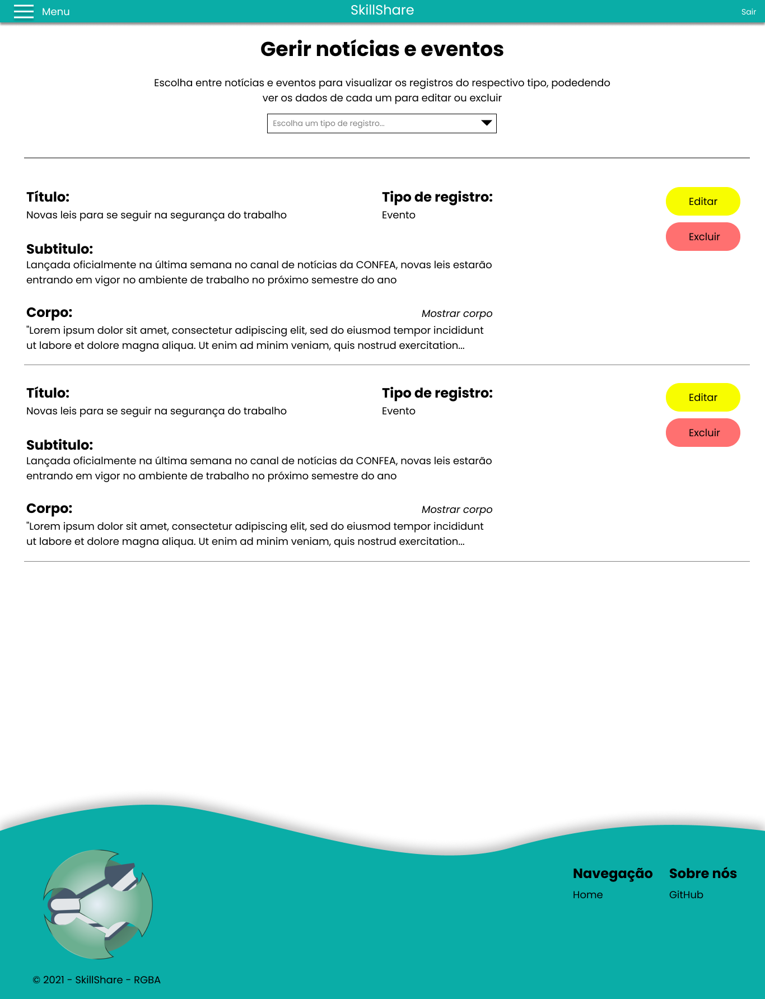 Menu
SkillShare
Sair
Gerir notícias e eventos
Escolha entre notícias e eventos para visualizar os registros do respectivo tipo, podedendo
ver os dados de cada um para editar ou excluir
Escolha um tipo de registro...
Título:
Tipo de registro:
Editar
Novas leis para se seguir na segurança do trabalho
Evento
Excluir
Subtitulo:
Lançada oficialmente na última semana no canal de notícias da CONFEA, novas leis estarão
entrando em vigor no ambiente de trabalho no próximo semestre do ano
Corpo:
Mostrar corpo
"Lorem ipsum dolor sit amet, consectetur adipiscing elit, sed do eiusmod tempor incididunt
ut labore et dolore magna aliqua. Ut enim ad minim veniam, quis nostrud exercitation...
Título:
Tipo de registro:
Editar
Novas leis para se seguir na segurança do trabalho
Evento
Excluir
Subtitulo:
Lançada oficialmente na última semana no canal de notícias da CONFEA, novas leis estarão
entrando em vigor no ambiente de trabalho no próximo semestre do ano
Corpo:
Mostrar corpo
"Lorem ipsum dolor sit amet, consectetur adipiscing elit, sed do eiusmod tempor incididunt
ut labore et dolore magna aliqua. Ut enim ad minim veniam, quis nostrud exercitation...
Navegação
Sobre nós
Home
GitHub
© 2021 - SkillShare - RGBA